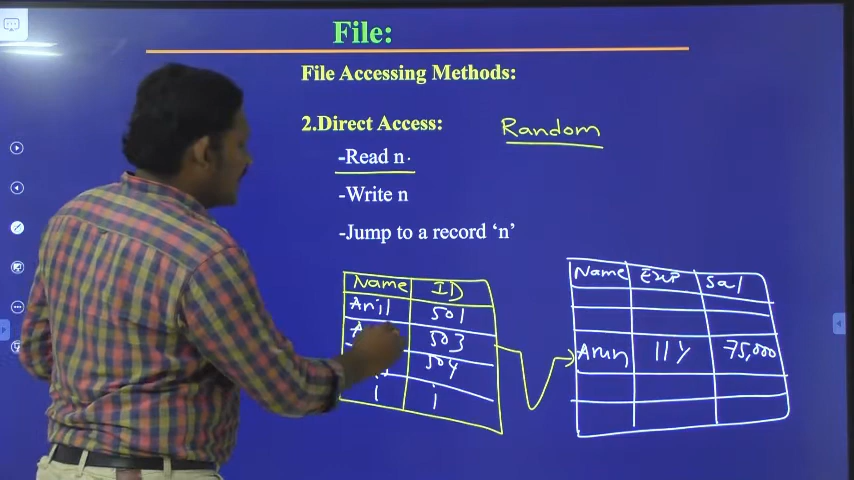 File:
File Accessing Methods:
2.Direct Access:
Random
-Read n.
-Write n
-Jump to a record ‘n’
Name ID
Anil 501
503
504
Name Exp Sal
Arun 11y 75,000